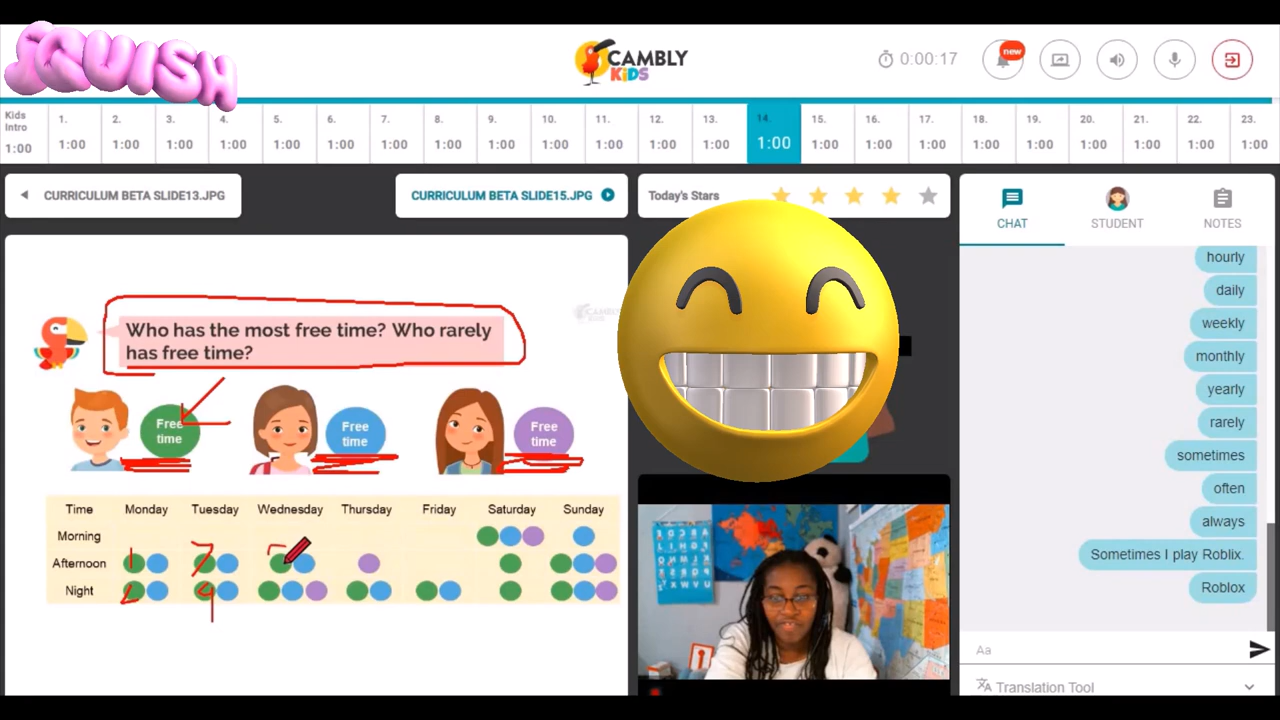 SQUISH
CAMBLY
KiDS
0:00:17
new
Kids Intro 1:00
1. 1:00
2. 1:00
3. 1:00
4. 1:00
5. 1:00
6. 1:00
7. 1:00
8. 1:00
9. 1:00
10. 1:00
11. 1:00
12. 1:00
13. 1:00
14. 1:00
15. 1:00
16. 1:00
17. 1:00
18. 1:00
19. 1:00
20. 1:00
21. 1:00
22. 1:00
23. 1:00
CURRICULUM BETA SLIDE13.JPG
CURRICULUM BETA SLIDE15.JPG
Today's Stars
CHAT
STUDENT
NOTES
CAMBLY
KIDS
Who has the most free time? Who rarely
has free time?
Free
time
Free
time
Free
time
Time Monday Tuesday Wednesday Thursday Friday Saturday Sunday
Morning
Afternoon
Night
1
2
hourly
daily
weekly
monthly
yearly
rarely
sometimes
often
always
Sometimes I play Roblix.
Roblox
Aa
Translation Tool